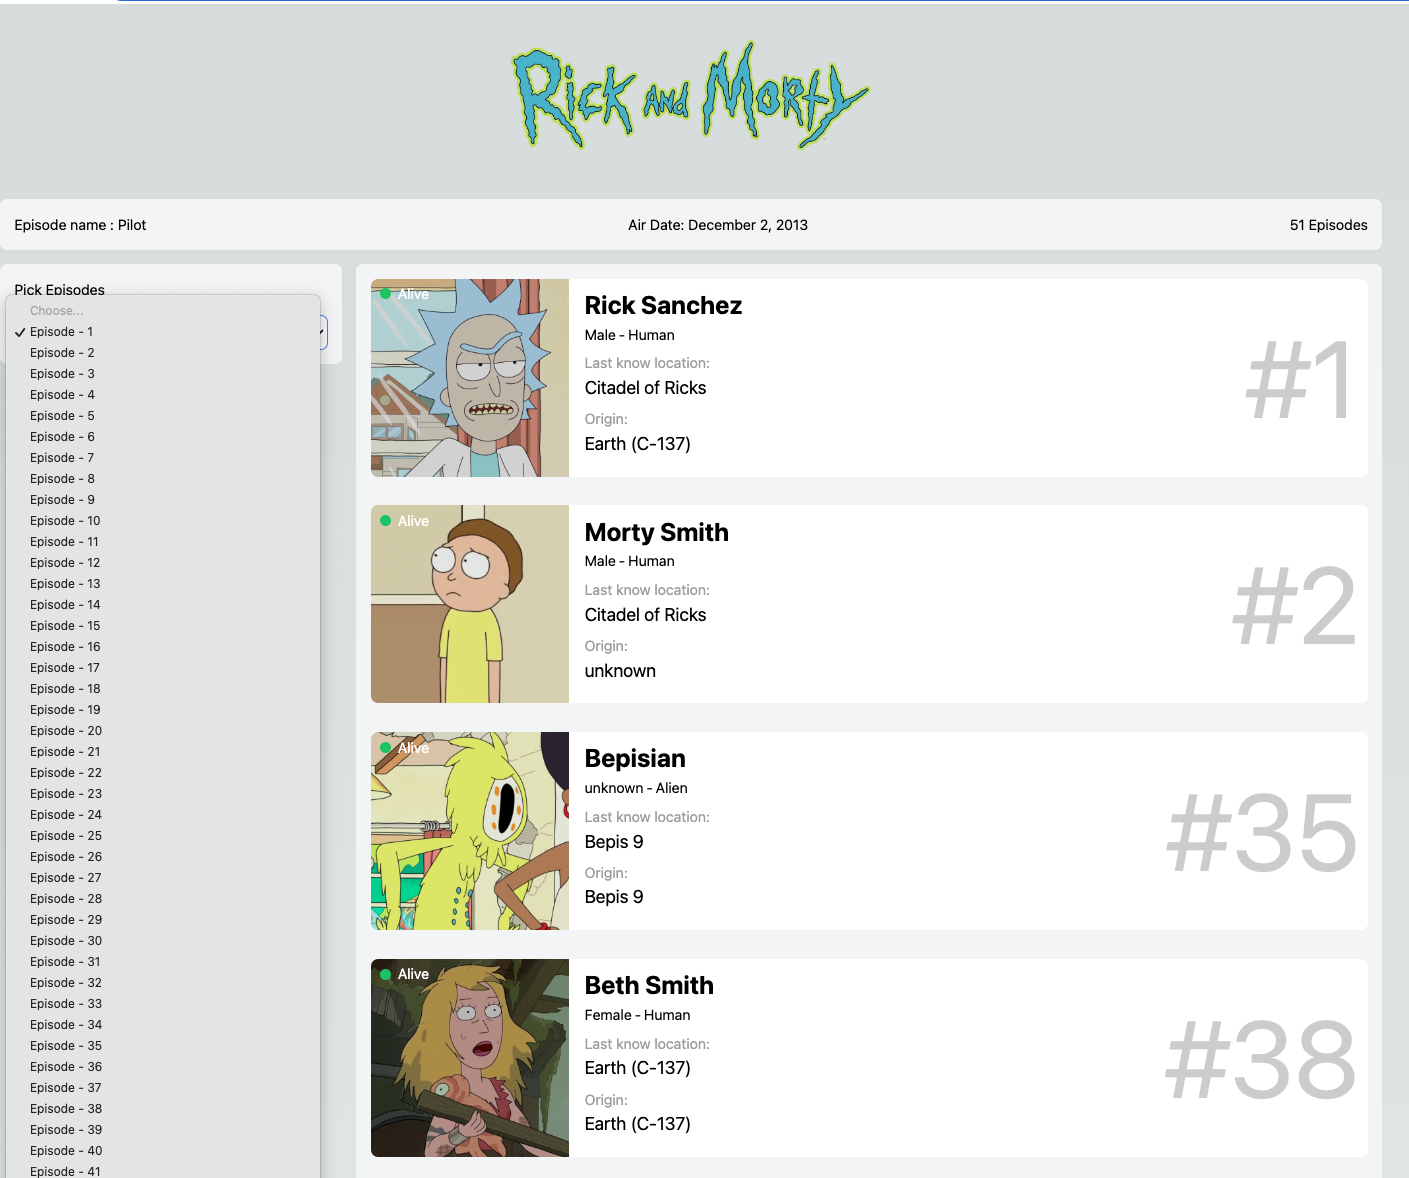 Rick and Morty
Episode name : Pilot
Air Date: December 2, 2013
51 Episodes
Pick Episodes
Choose...
✓ Episode - 1
Episode - 2
Episode - 3
Episode - 4
Episode - 5
Episode - 6
Episode - 7
Episode - 8
Episode - 9
Episode - 10
Episode - 11
Episode - 12
Episode - 13
Episode - 14
Episode - 15
Episode - 16
Episode - 17
Episode - 18
Episode - 19
Episode - 20
Episode - 21
Episode - 22
Episode - 23
Episode - 24
Episode - 25
Episode - 26
Episode - 27
Episode - 28
Episode - 29
Episode - 30
Episode - 31
Episode - 32
Episode - 33
Episode - 34
Episode - 35
Episode - 36
Episode - 37
Episode - 38
Episode - 39
Episode - 40
Episode - 41
Alive
Rick Sanchez
Male - Human
Last know location:
Citadel of Ricks
Origin:
Earth (C-137)
#1
Alive
Morty Smith
Male - Human
Last know location:
Citadel of Ricks
Origin:
unknown
#2
Alive
Bepisian
unknown - Alien
Last know location:
Bepis 9
Origin:
Bepis 9
#35
Alive
Beth Smith
Female - Human
Last know location:
Earth (C-137)
Origin:
Earth (C-137)
#38